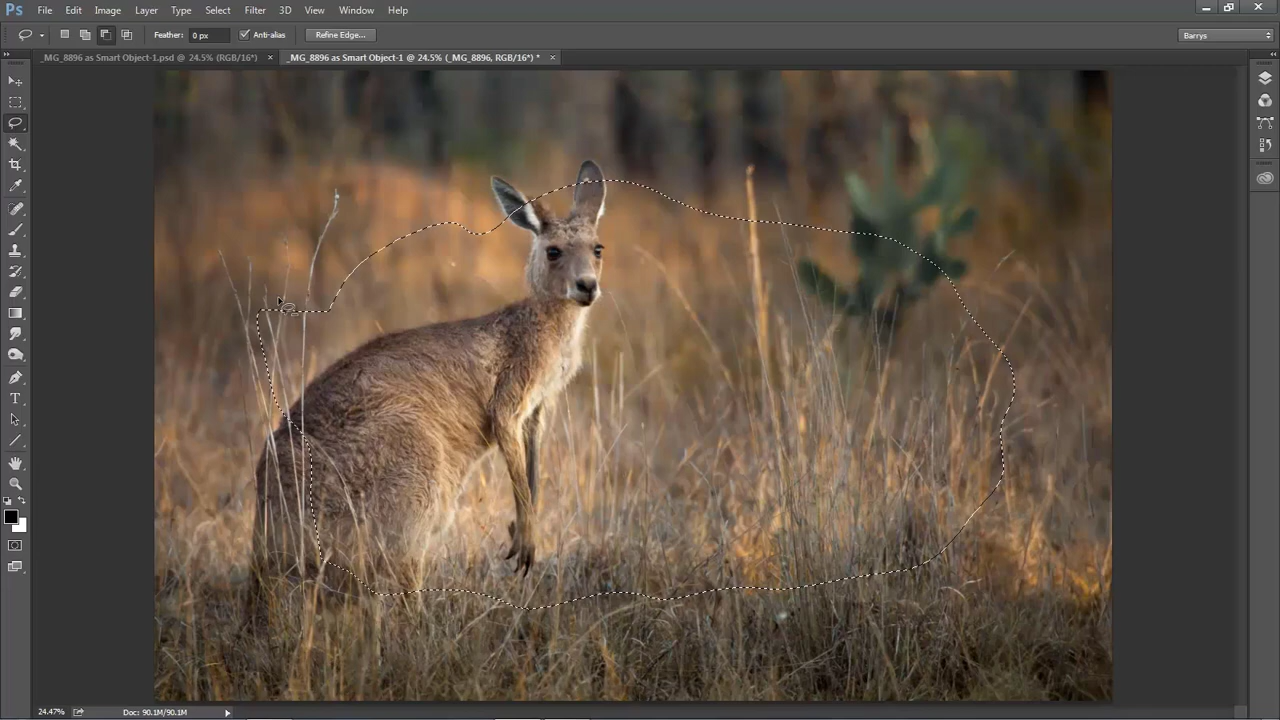 Ps File Edit Image Layer Type Select Filter 3D View Window Help
Feather: 0 px Anti-alias Refine Edge... Barrys
_MG_8896 as Smart Object-1.psd @ 24.5% (RGB/16*) × _MG_8896 as Smart Object-1 @ 24.5% (_MG_8896, RGB/16*) * ×
T
24.47% Doc: 90.1M/90.1M